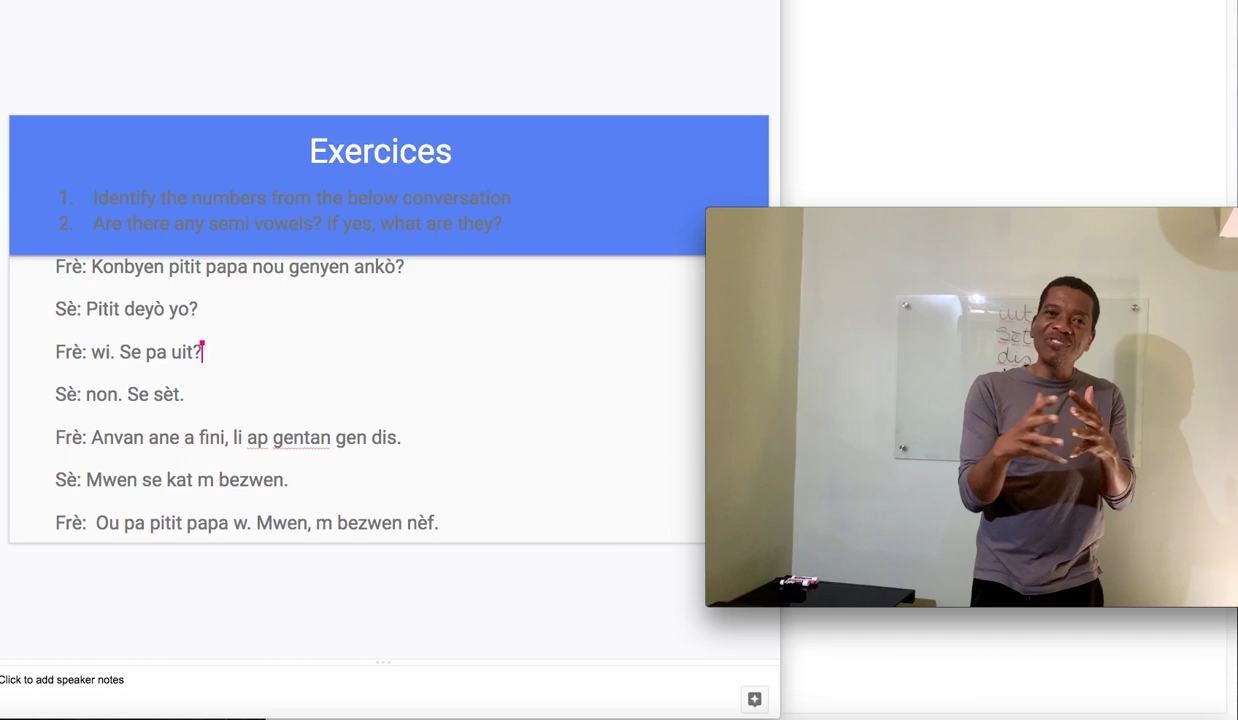 Exercices
1. Identify the numbers from the below conversation
2. Are there any semi vowels? If yes, what are they?
Frè: Konbyen pitit papa nou genyen ankò?
Sè: Pitit deyò yo?
Frè: wi. Se pa uit?
Sè: non. Se sèt.
Frè: Anvan ane a fini, li ap gentan gen dis.
Sè: Mwen se kat m bezwen.
Frè:  Ou pa pitit papa w. Mwen, m bezwen nèf.
Click to add speaker notes
uit
Sèt
dis